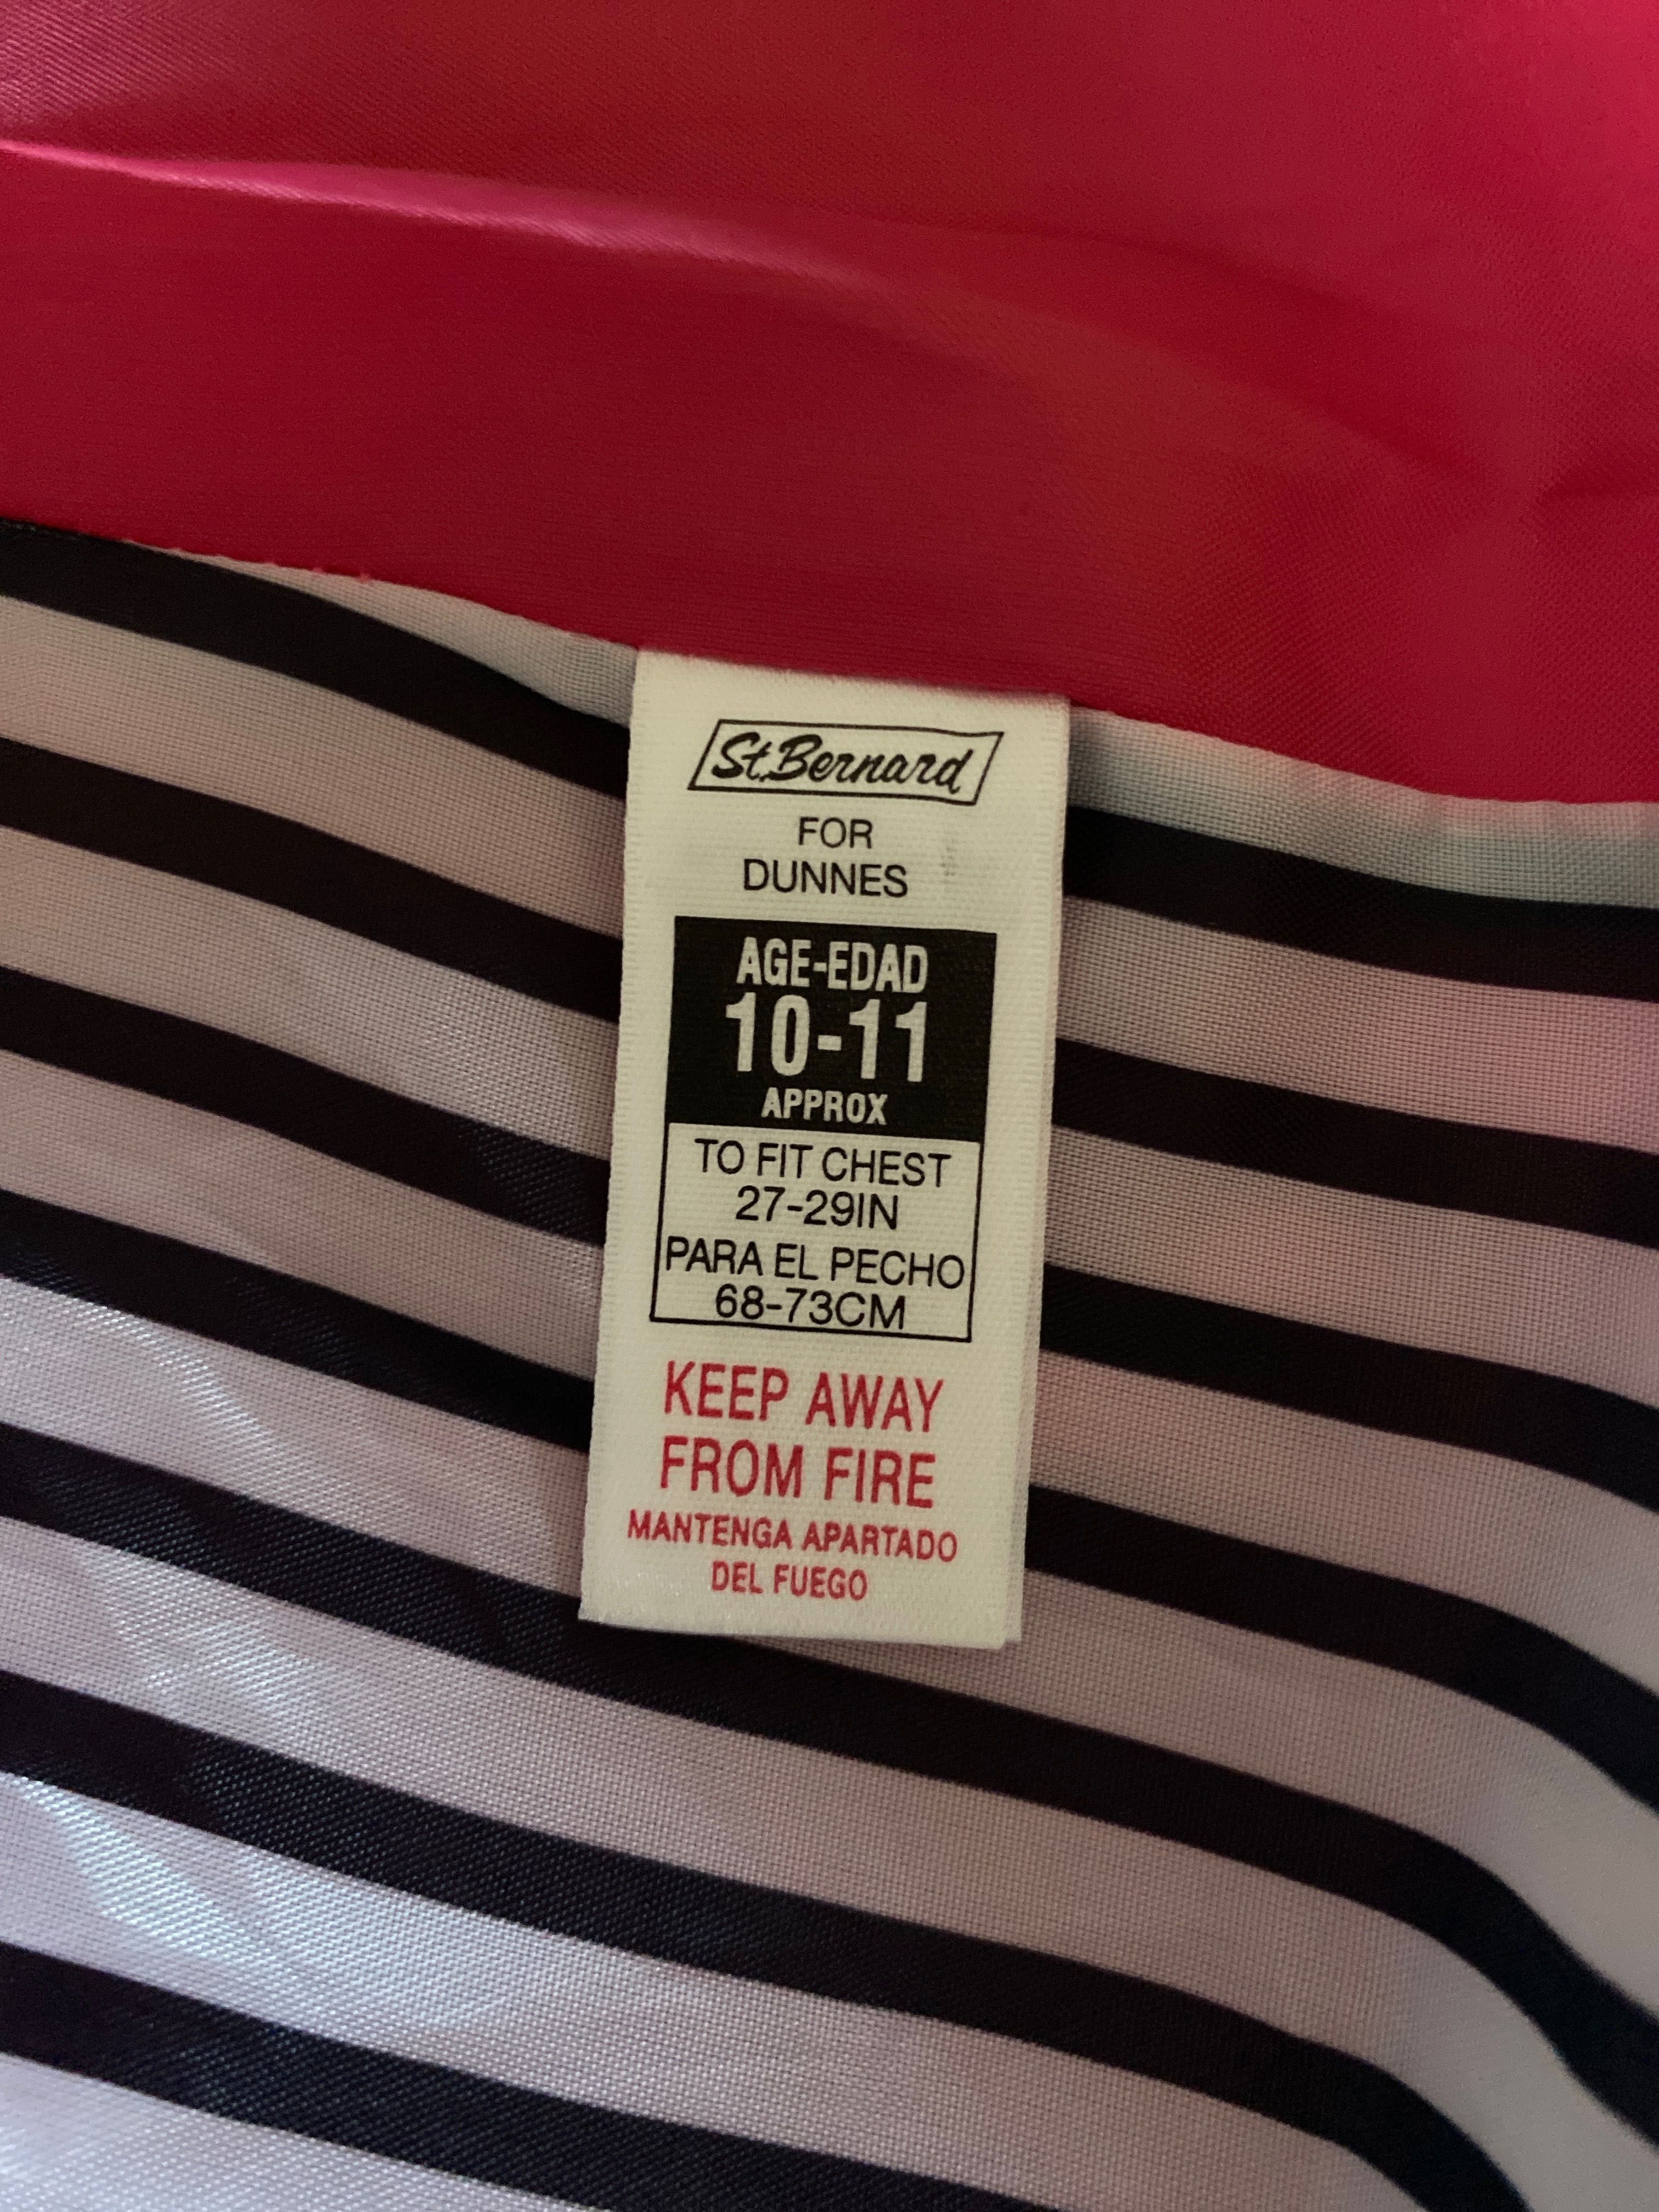 St.Bernard
FOR
DUNNES
AGE-EDAD
10-11
APPROX
TO FIT CHEST
27-29IN
PARA EL PECHO
68-73CM
KEEP AWAY
FROM FIRE
MANTENGA APARTADO
DEL FUEGO